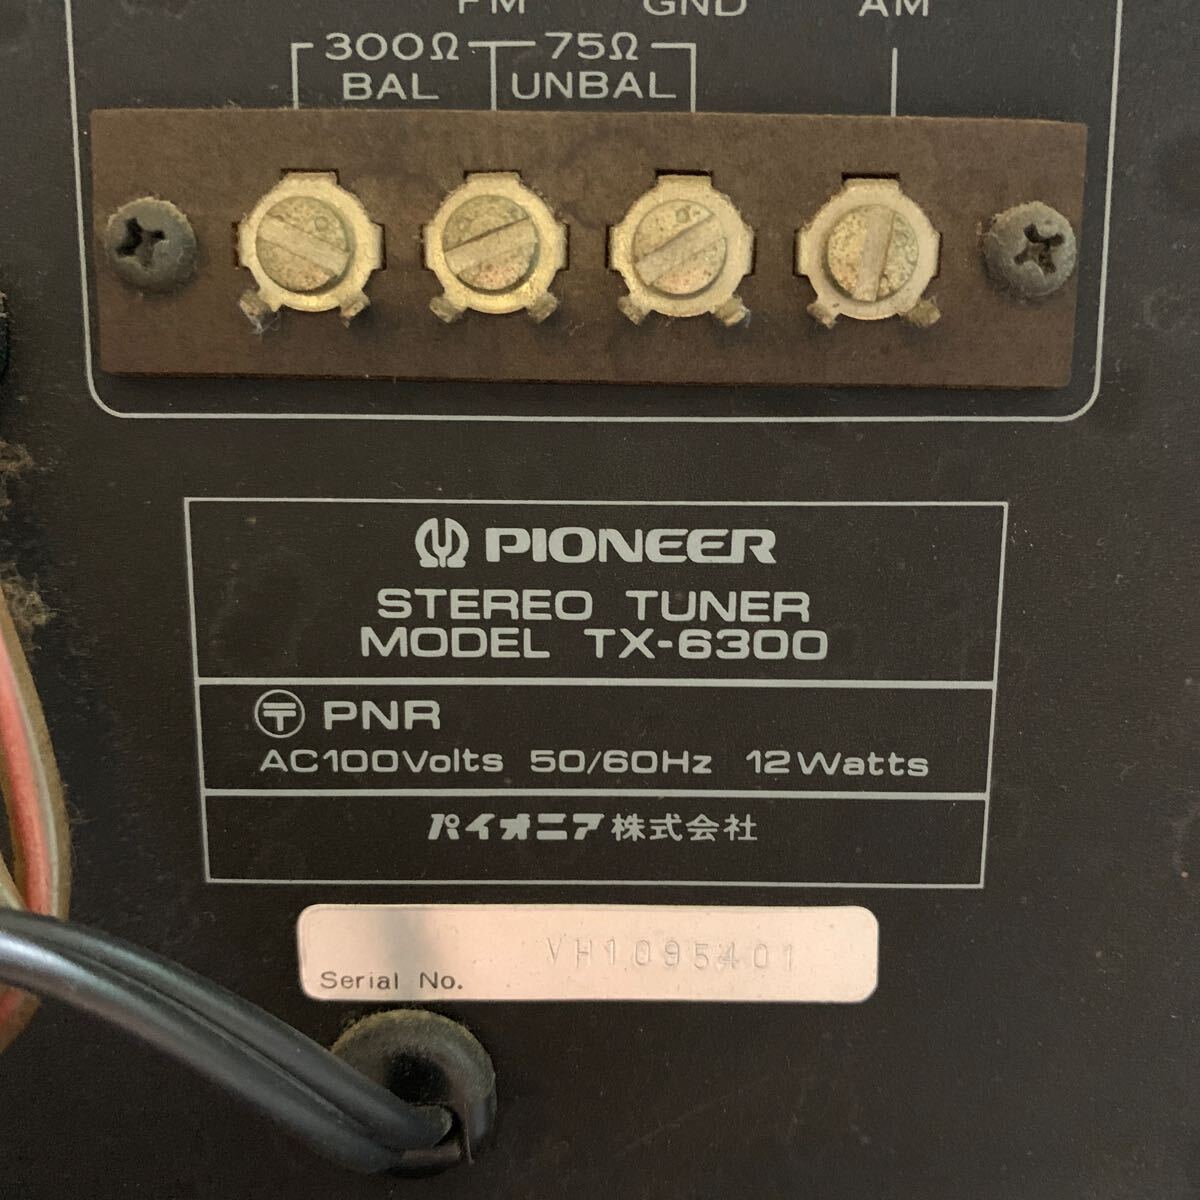 FM GND AM
300Ω 75Ω
BAL UNBAL
PIONEER
STEREO TUNER
MODEL TX-6300
〒 PNR
AC100Volts 50/60Hz 12Watts
パイオニア株式会社
VH1095401
Serial No.